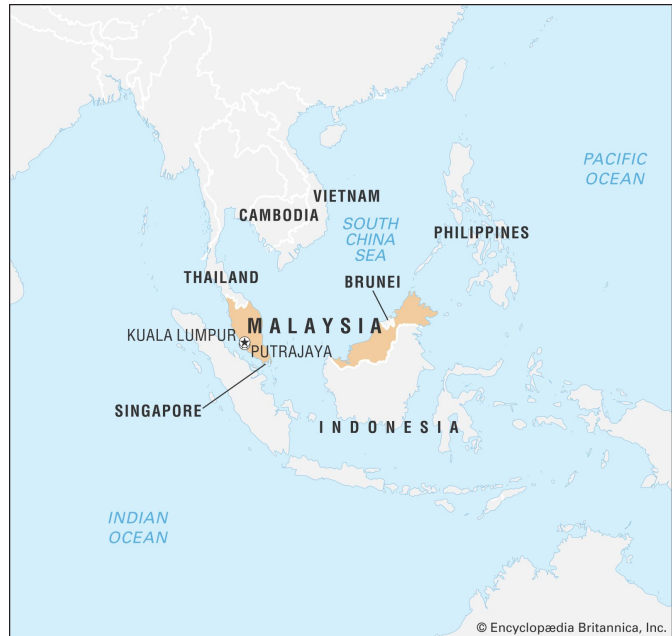 PACIFIC
OCEAN
VIETNAM
CAMBODIA
SOUTH
CHINA
SEA
PHILIPPINES
THAILAND
BRUNEI
MALAYSIA
KUALA LUMPUR
PUTRAJAYA
SINGAPORE
INDONESIA
INDIAN
OCEAN
© Encyclopædia Britannica, Inc.